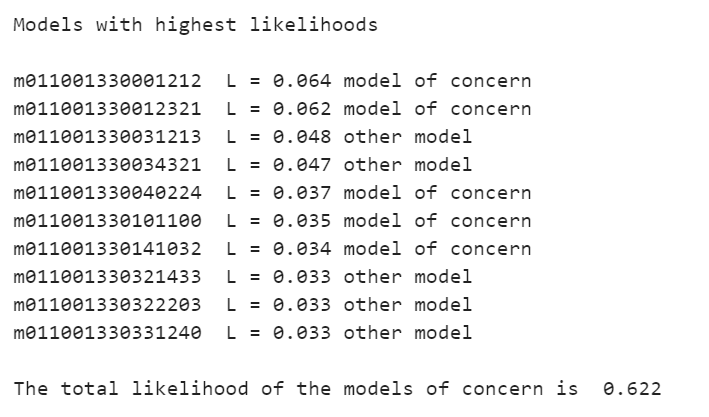 Models with highest likelihoods
m011001330001212 L = 0.064 model of concern
m011001330012321 L = 0.062 model of concern
m011001330031213 L = 0.048 other model
m011001330034321 L = 0.047 other model
m011001330040224 L = 0.037 model of concern
m011001330101100 L = 0.035 model of concern
m011001330141032 L = 0.034 model of concern
m011001330321433 L = 0.033 other model
m011001330322203 L = 0.033 other model
m011001330331240 L = 0.033 other model
The total likelihood of the models of concern is 0.622